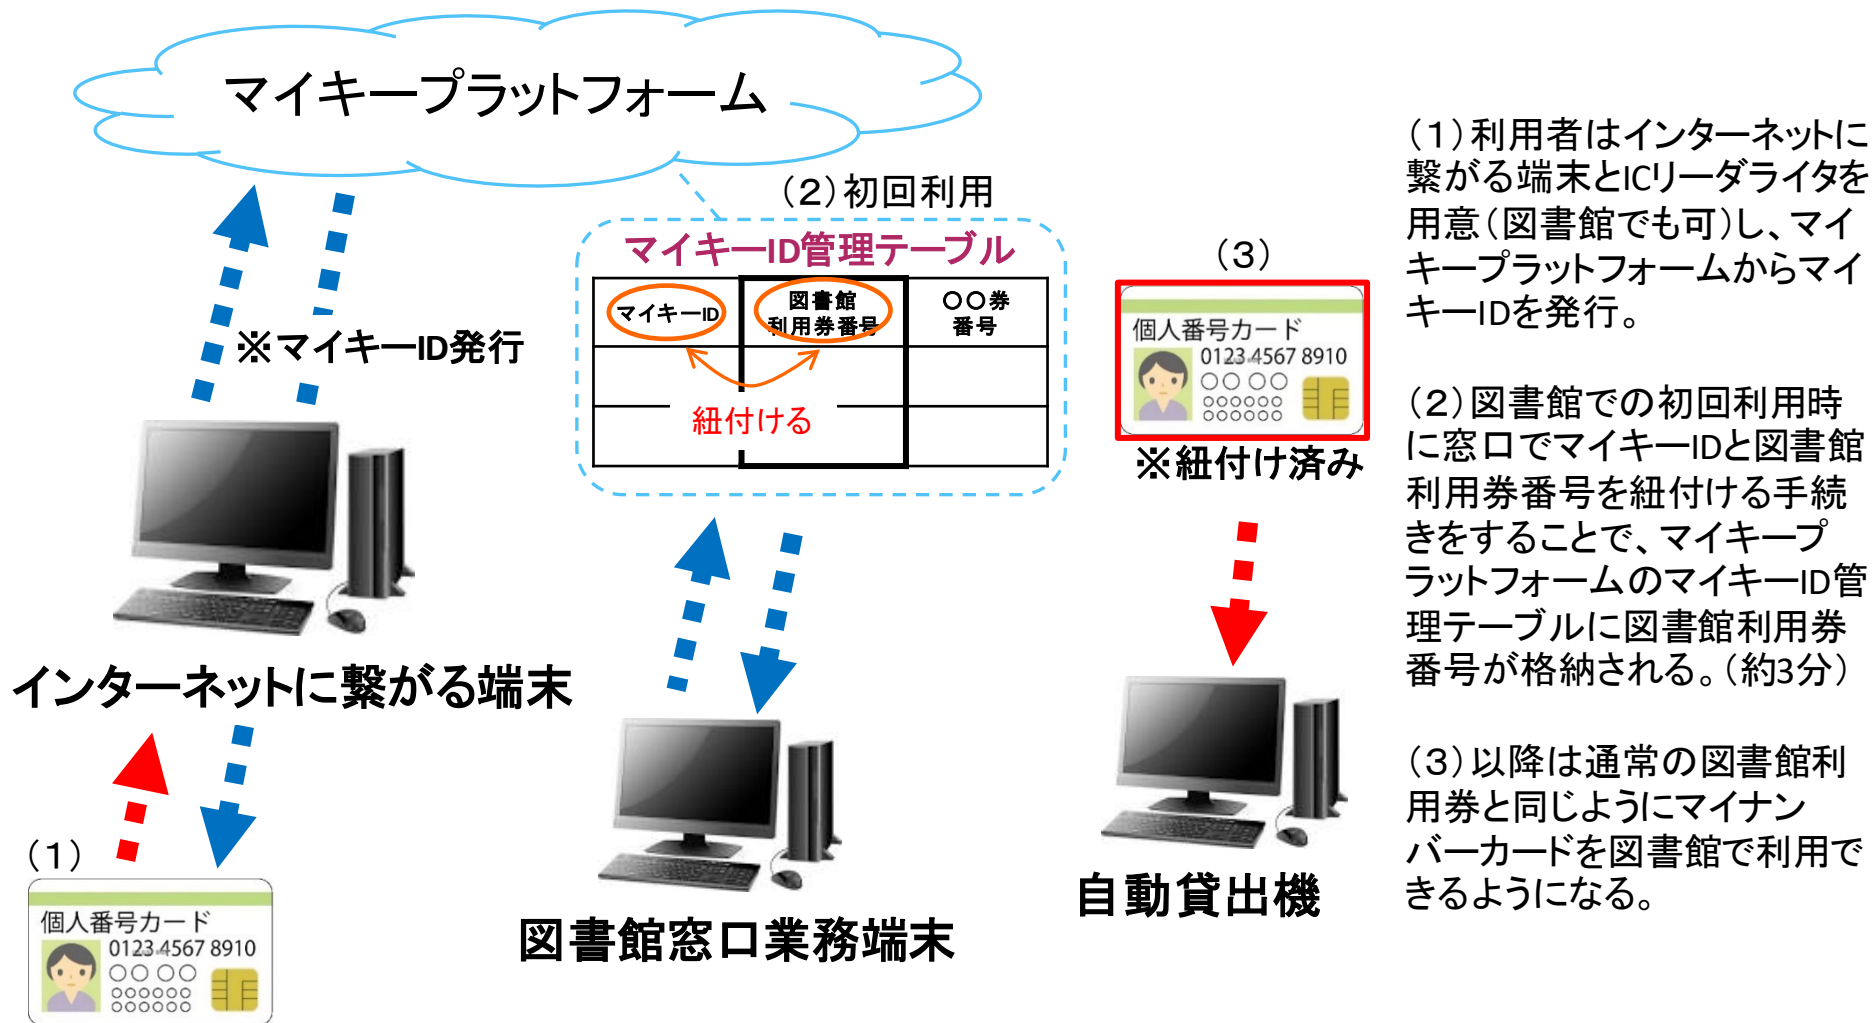 マイキープラットフォーム
(2)初回利用
マイキーID管理テーブル
マイキーID
図書館
利用券番号
〇〇券
番号
紐付ける
※マイキーID発行
インターネットに繋がる端末
(1)
個人番号カード
0123 4567 8910
〇〇 〇〇
〇〇〇〇〇〇
〇〇〇〇〇〇
図書館窓口業務端末
(3)
個人番号カード
0123 4567 8910
〇〇 〇〇
〇〇〇〇〇〇
〇〇〇〇〇〇
※紐付け済み
自動貸出機
(1)利用者はインターネットに
繋がる端末とICリーダライタを
用意(図書館でも可)し、マイ
キープラットフォームからマイ
キーIDを発行。
(2)図書館での初回利用時
に窓口でマイキーIDと図書館
利用券番号を紐付ける手続
きをすることで、マイキープ
ラットフォームのマイキーID管
理テーブルに図書館利用券
番号が格納される。(約3分)
(3)以降は通常の図書館利
用券と同じようにマイナン
バーカードを図書館で利用で
きるようになる。